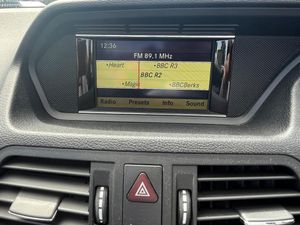 12:36
FM 89.1 MHz
•Heart •BBC R3
BBC R2
•Magic •BBCBerks
Radio Presets Info Sound